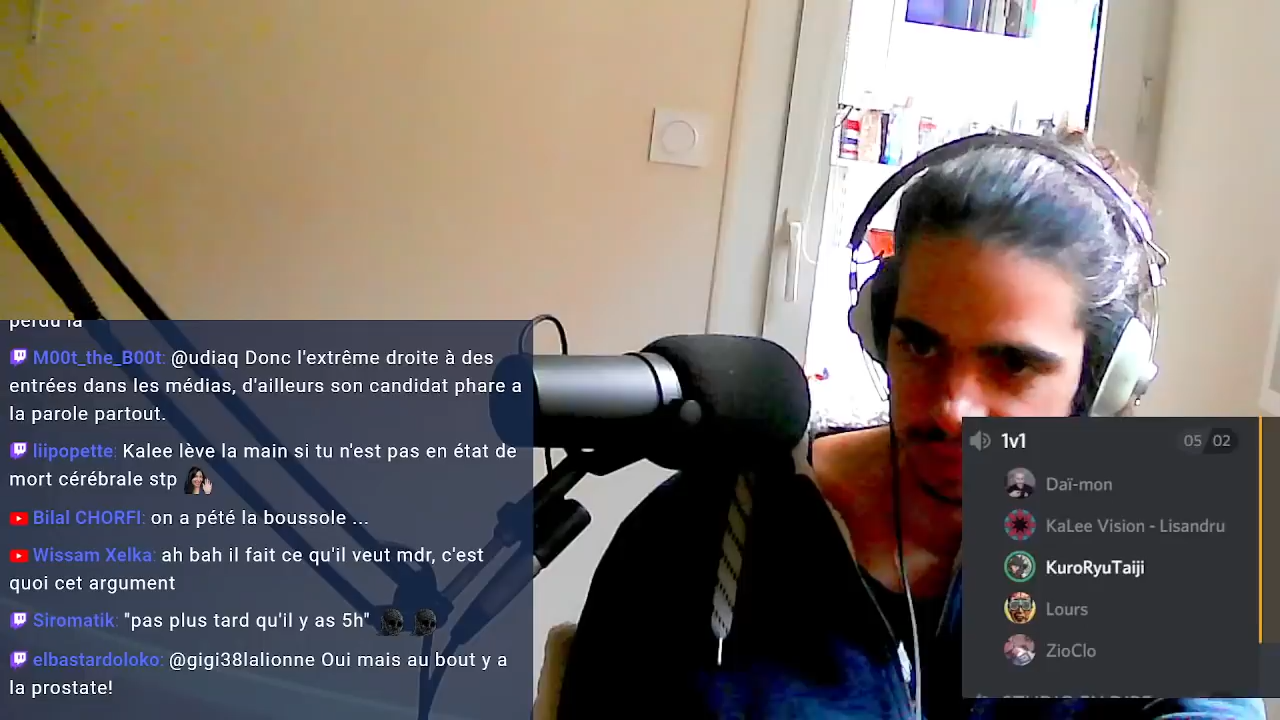 perdu la
M00t_the_B00t: @udiaq Donc l'extrême droite à des
entrées dans les médias, d'ailleurs son candidat phare a
la parole partout.
liipopette: Kalee lève la main si tu n'est pas en état de
mort cérébrale stp
Bilal CHORFI: on a pété la boussole ...
Wissam Xelka: ah bah il fait ce qu'il veut mdr, c'est
quoi cet argument
Siromatik: "pas plus tard qu'il y as 5h"
elbastardoloko: @gigi38lalionne Oui mais au bout y a
la prostate!
1v1 05 02
Daï-mon
KaLee Vision - Lisandru
KuroRyuTaiji
Lours
ZioClo